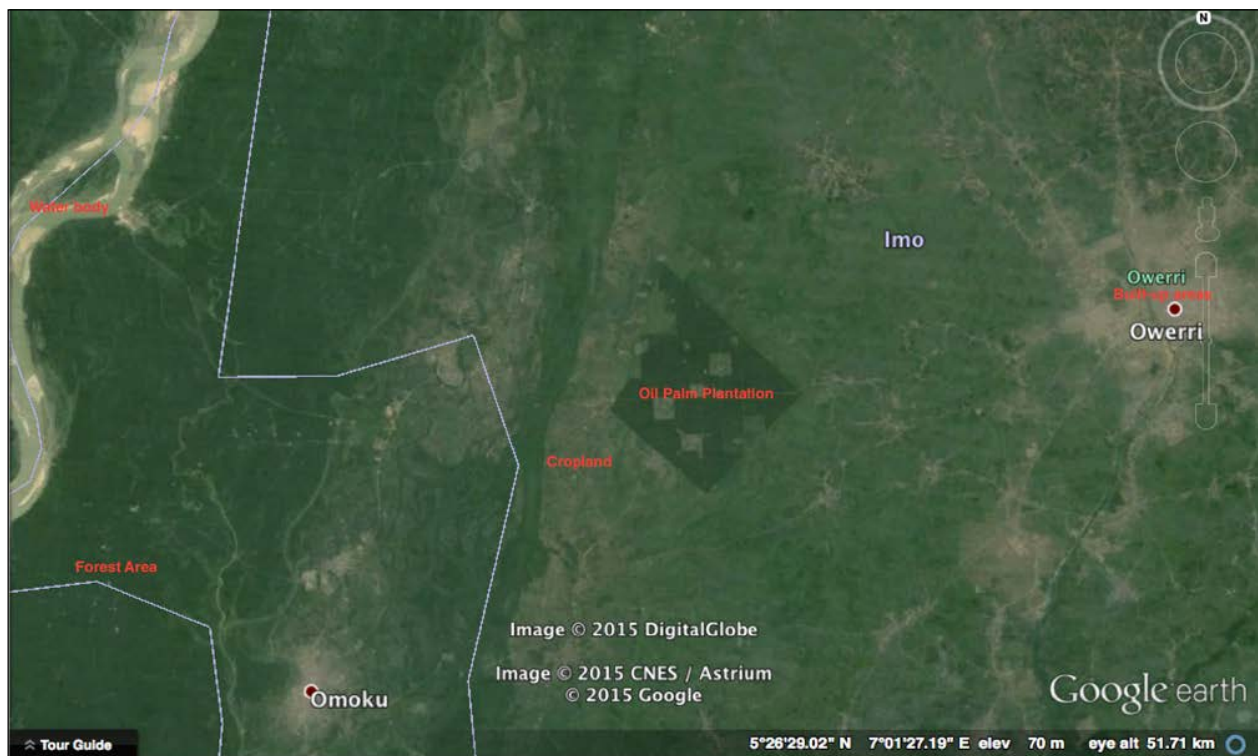 N
Water body
Imo
Owerri
Built-up areas
Owerri
Oil Palm Plantation
Cropland
Forest Area
Image © 2015 DigitalGlobe
Image © 2015 CNES / Astrium
© 2015 Google
Omoku
Google earth
Tour Guide
5°26'29.02" N 7°01'27.19" E elev 70 m eye alt 51.71 km